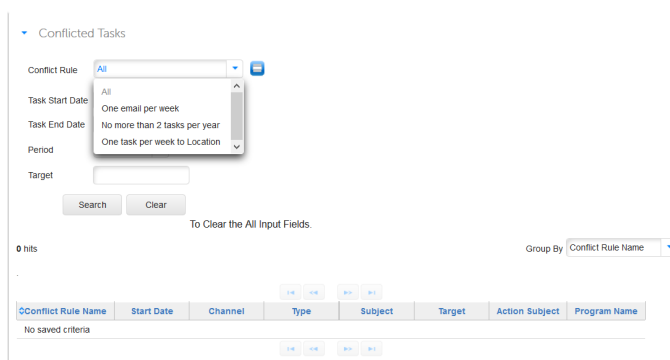 Conflicted Tasks
Conflict Rule All
All
Task Start Date
One email per week
Task End Date No more than 2 tasks per year
Period One task per week to Location
Target
Search Clear
To Clear the All Input Fields.
0 hits Group By Conflict Rule Name
Conflict Rule Name Start Date Channel Type Subject Target Action Subject Program Name
No saved criteria